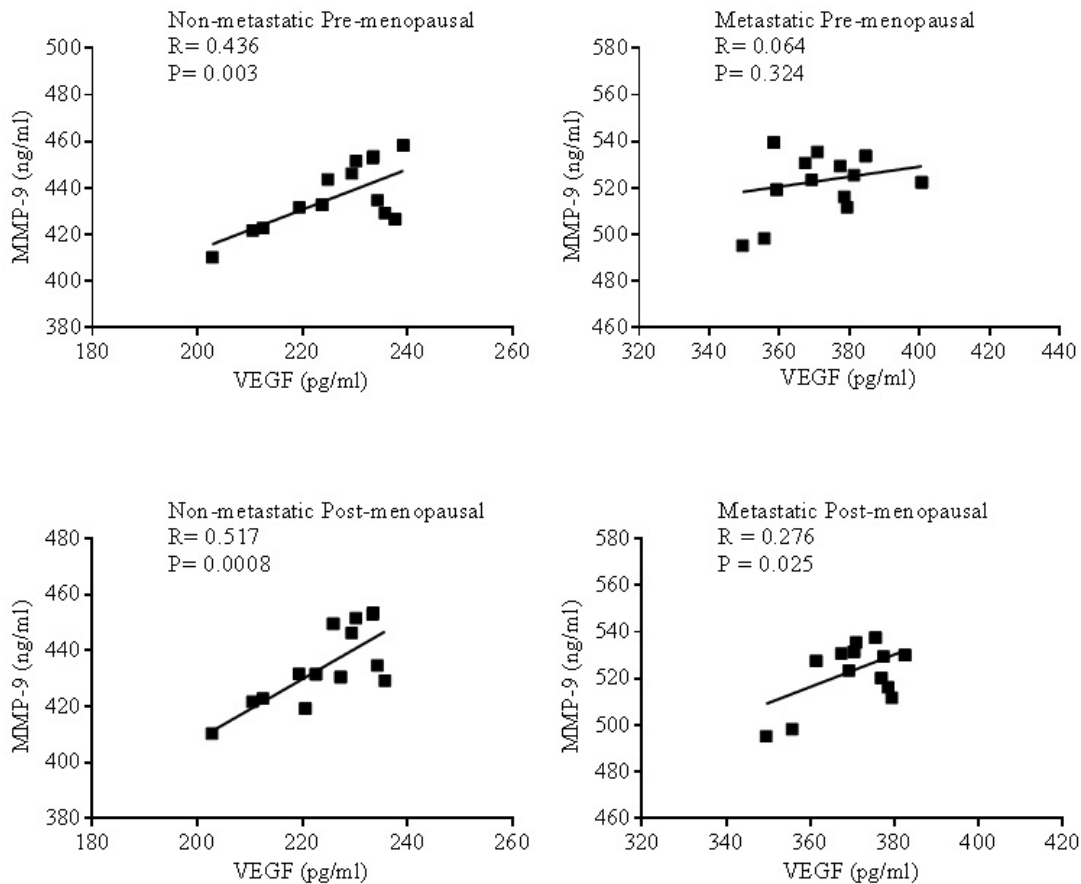 Non-metastatic Pre-menopausal
R= 0.436
P= 0.003
MMP-9 (ng/ml)
500
480
460
440
420
400
380
180
200
220
240
260
VEGF (pg/ml)
Metastatic Pre-menopausal
R= 0.064
P= 0.324
MMP-9 (ng/ml)
580
560
540
520
500
480
460
320
340
360
380
400
420
440
VEGF (pg/ml)
Non-metastatic Post-menopausal
R= 0.517
P= 0.0008
MMP-9 (ng/ml)
480
460
440
420
400
380
180
200
220
240
260
VEGF (pg/ml)
Metastatic Post-menopausal
R = 0.276
P = 0.025
MMP-9 (ng/ml)
580
560
540
520
500
480
460
320
340
360
380
400
420
VEGF (pg/ml)